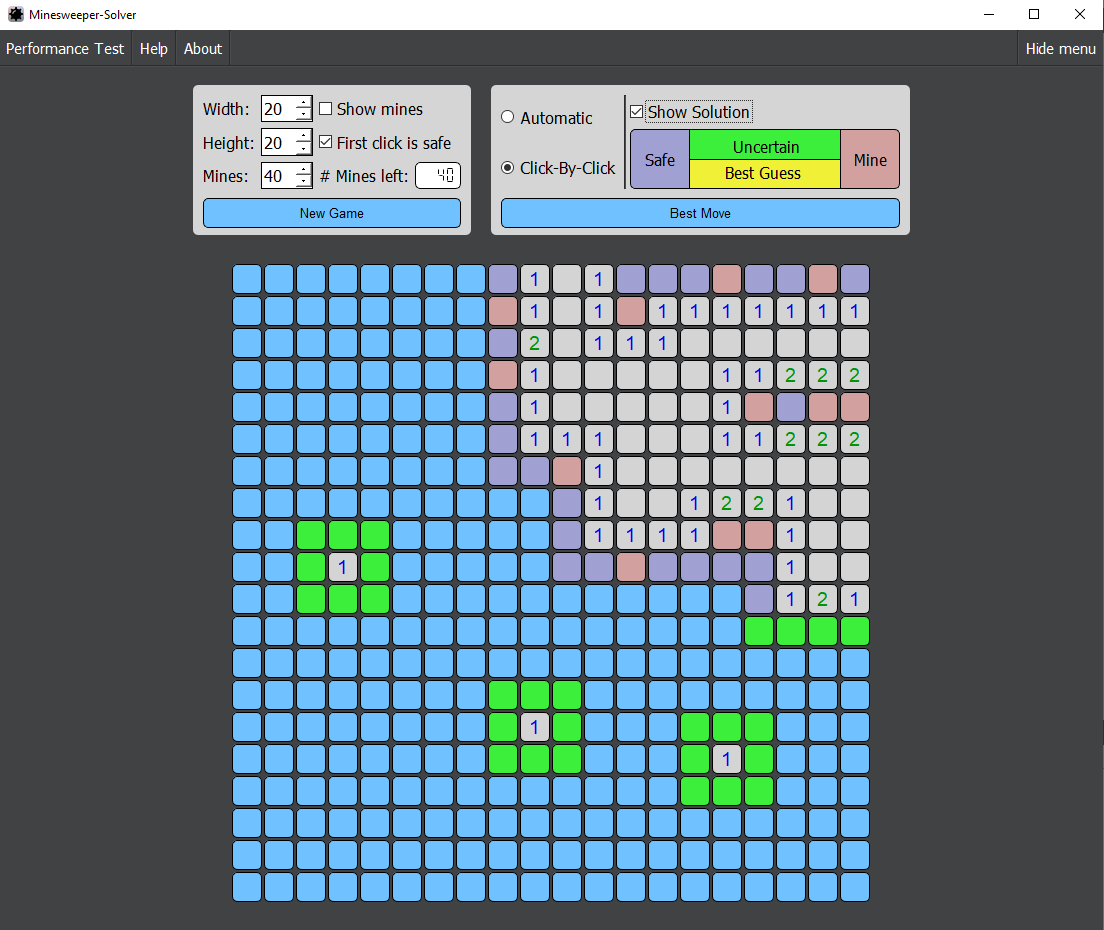 Minesweeper-Solver
Performance Test Help About Hide menu
Width: 20 Show mines
Height: 20 First click is safe
Mines: 40 # Mines left: 40
New Game
Automatic
Click-By-Click
Show Solution
Safe Uncertain Mine
Best Guess
Best Move
1 1
1 1 1 1 1 1 1 1 1
2 1 1 1
1 1 1 2 2 2
1 1
1 1 1 1 1 2 2 2
1
1 1 2 2 1
1 1 1 1 1
1 1
1 2 1
1
1